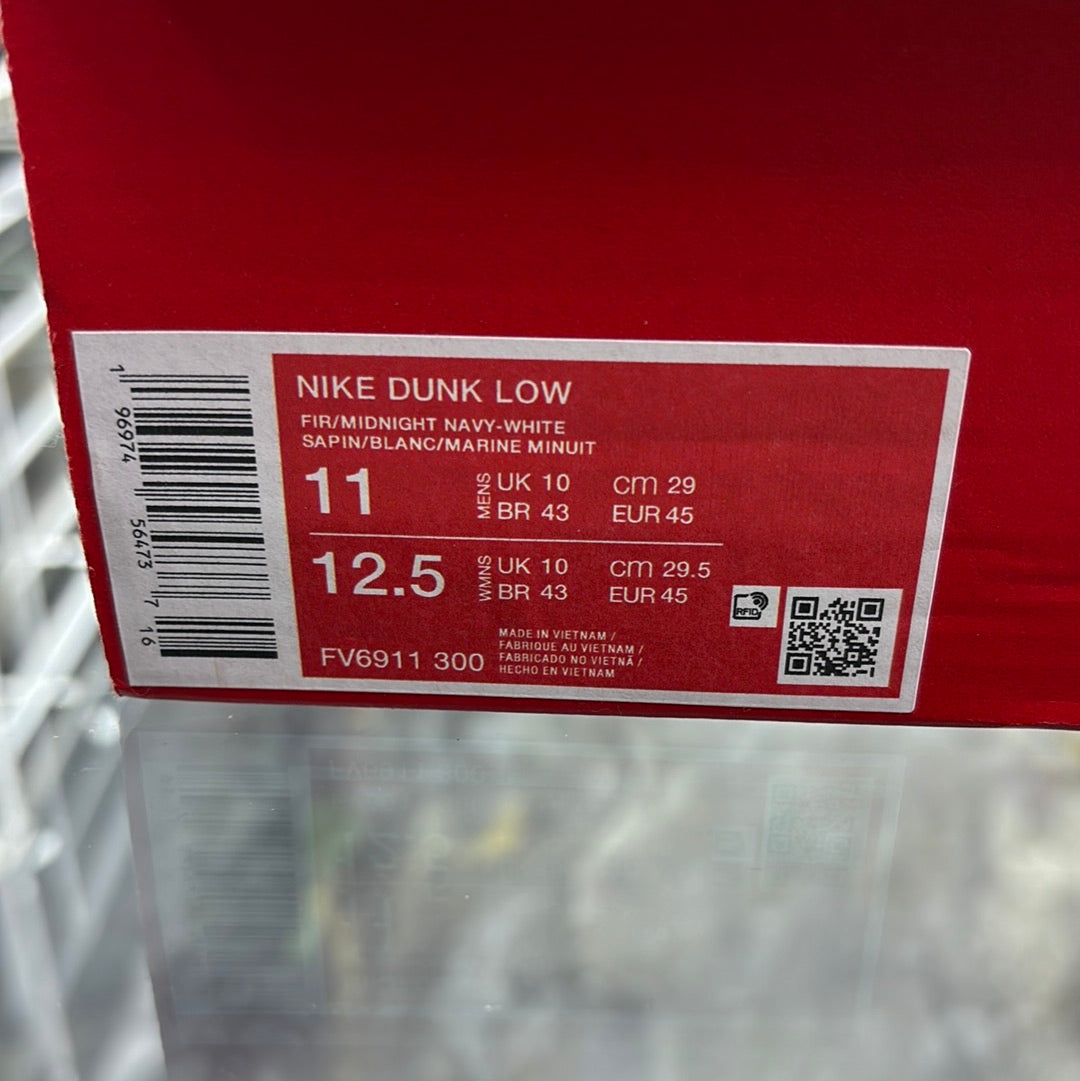 1 96974 56473 7 16
NIKE DUNK LOW
FIR/MIDNIGHT NAVY-WHITE
SAPIN/BLANC/MARINE MINUIT
11 MENS UK 10 CM 29
BR 43 EUR 45
12.5 WMNS UK 10 CM 29.5
BR 43 EUR 45
FV6911 300
MADE IN VIETNAM /
FABRIQUE AU VIETNAM /
FABRICADO NO VIETNÃ /
HECHO EN VIETNAM
RFID